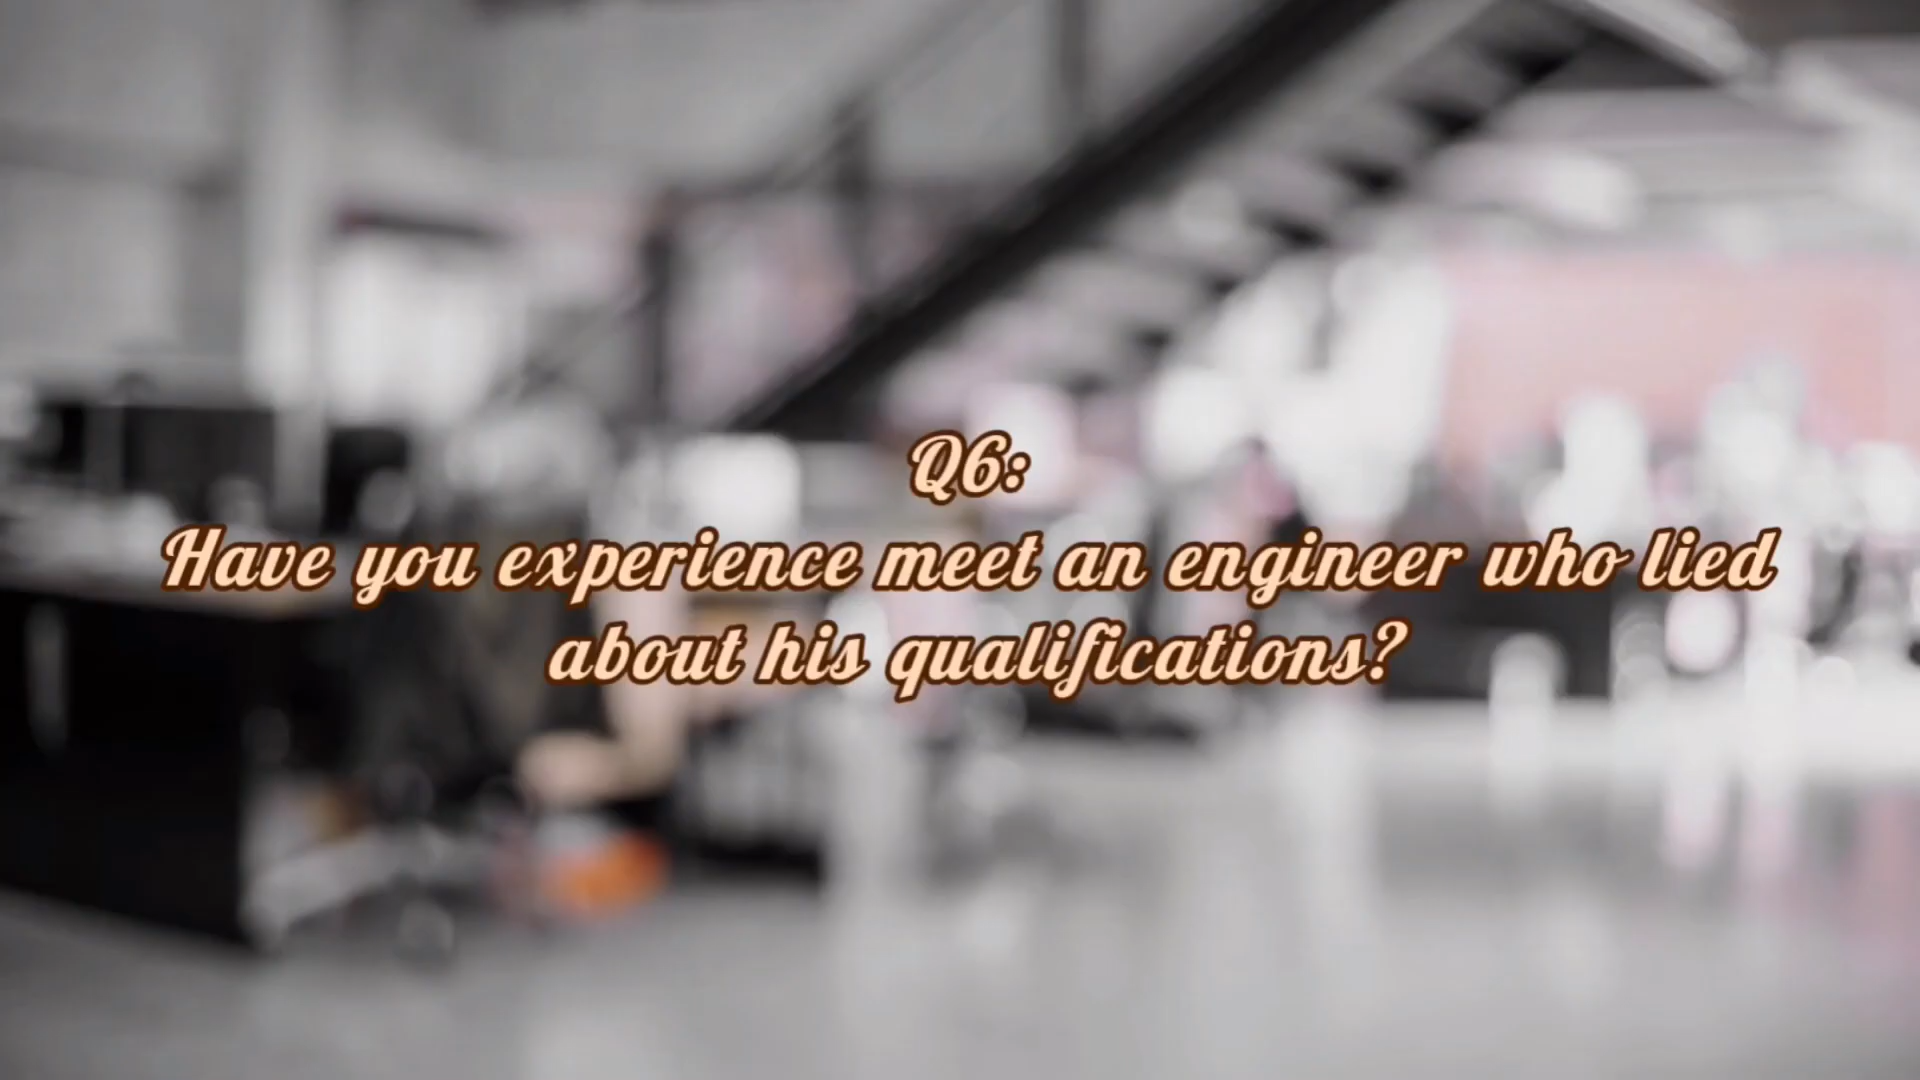 Q6:
Have you experience meet an engineer who lied
about his qualifications?